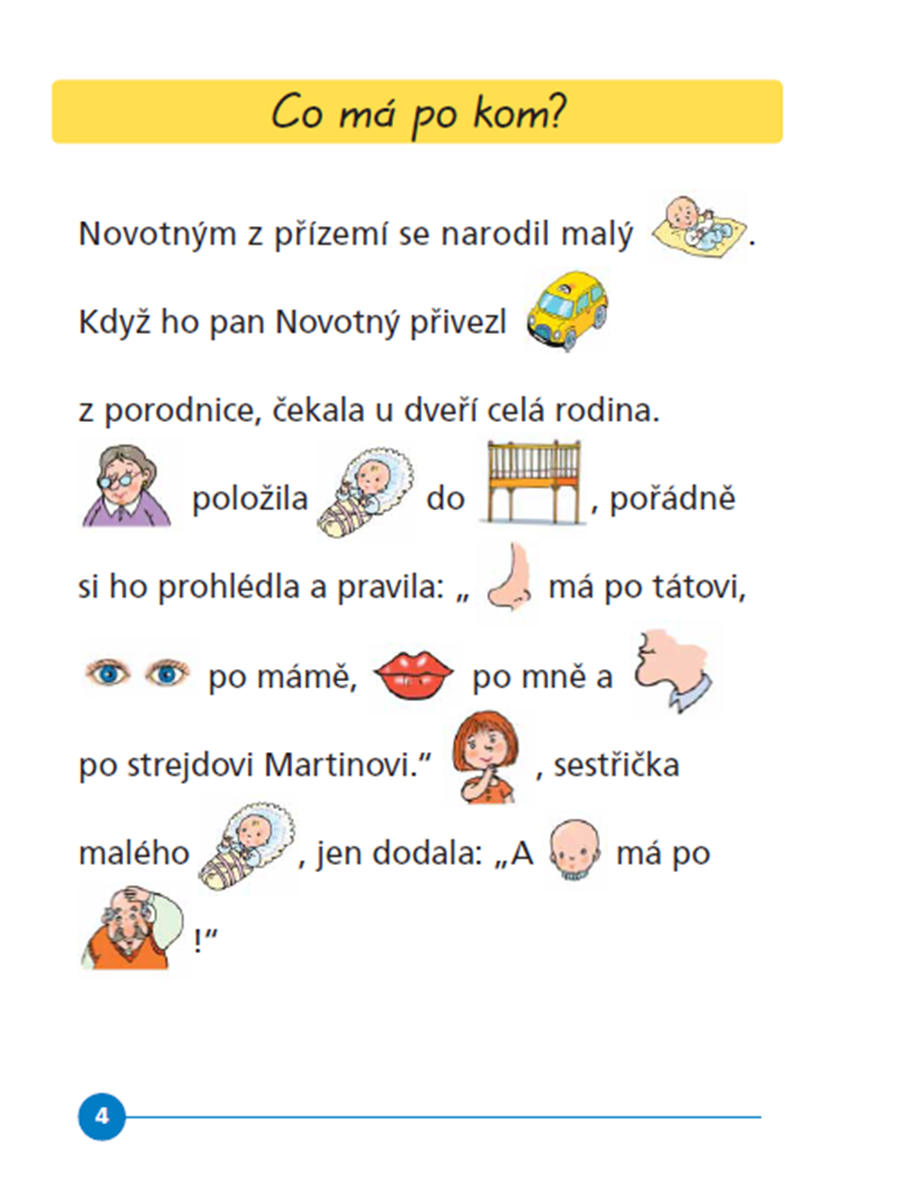 Co má po kom?
Novotným z přízemí se narodil malý .
Když ho pan Novotný přivezl
z porodnice, čekala u dveří celá rodina.
položila do , pořádně
si ho prohlédla a pravila: „ má po tátovi,
po mámě, po mně a
po strejdovi Martinovi.“ , sestřička
malého , jen dodala: „A má po
!“
4